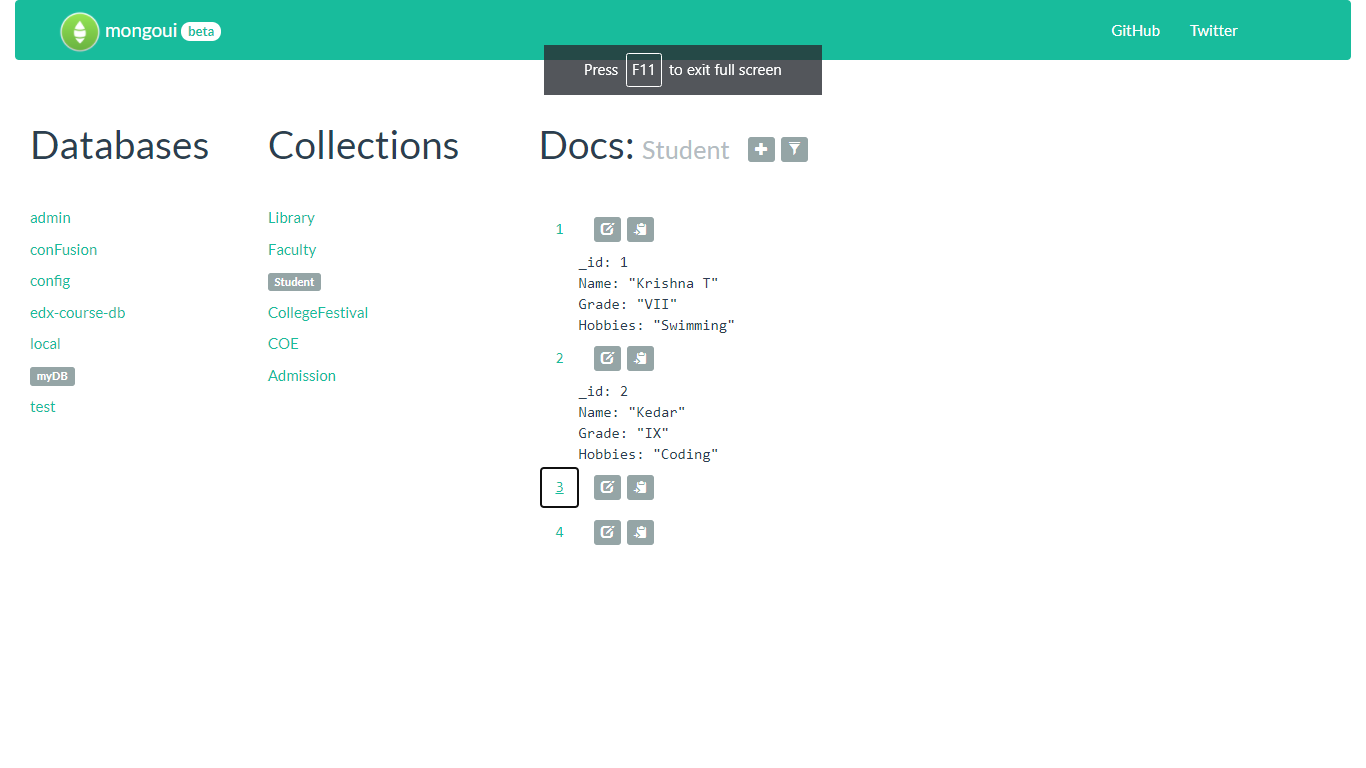 mongoui beta
GitHub Twitter
Press F11 to exit full screen
Databases
admin
conFusion
config
edx-course-db
local
myDB
test
Collections
Library
Faculty
Student
CollegeFestival
COE
Admission
Docs: Student
1
_id: 1
Name: "Krishna T"
Grade: "VII"
Hobbies: "Swimming"
2
_id: 2
Name: "Kedar"
Grade: "IX"
Hobbies: "Coding"
3
4